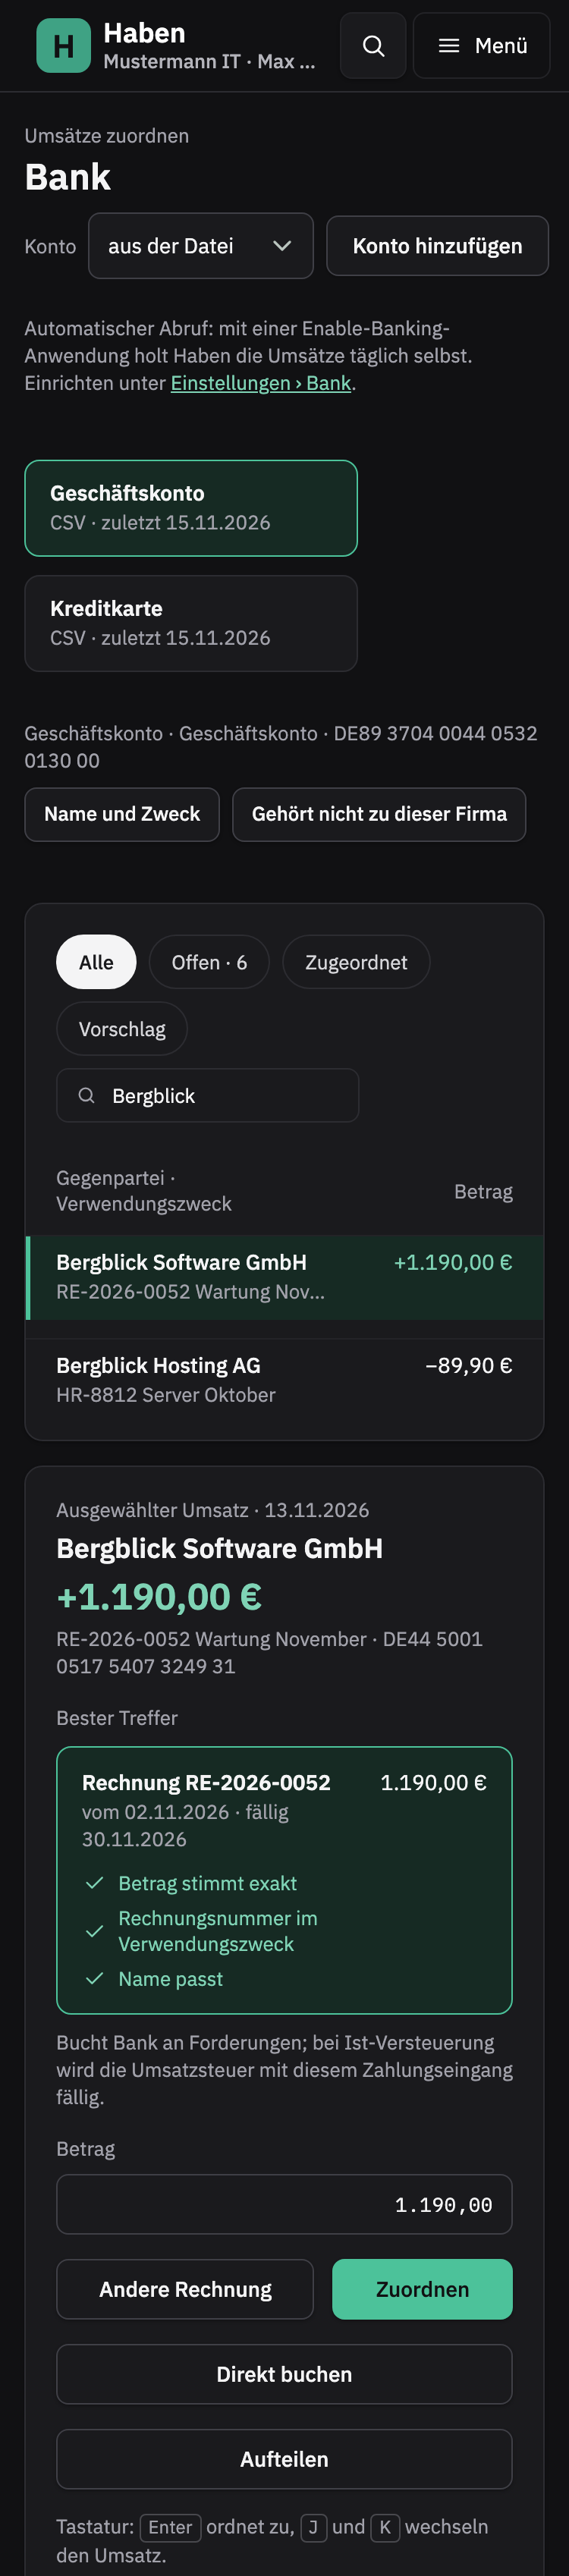 H
Haben
Mustermann IT · Max ...
Menü
Umsätze zuordnen
Bank
Konto
aus der Datei
Konto hinzufügen
Automatischer Abruf: mit einer Enable-Banking-
Anwendung holt Haben die Umsätze täglich selbst.
Einrichten unter Einstellungen › Bank.
Geschäftskonto
CSV · zuletzt 15.11.2026
Kreditkarte
CSV · zuletzt 15.11.2026
Geschäftskonto · Geschäftskonto · DE89 3704 0044 0532
0130 00
Name und Zweck
Gehört nicht zu dieser Firma
Alle
Offen · 6
Zugeordnet
Vorschlag
Bergblick
Gegenpartei ·
Verwendungszweck
Betrag
Bergblick Software GmbH
+1.190,00 €
RE-2026-0052 Wartung Nov...
Bergblick Hosting AG
−89,90 €
HR-8812 Server Oktober
Ausgewählter Umsatz · 13.11.2026
Bergblick Software GmbH
+1.190,00 €
RE-2026-0052 Wartung November · DE44 5001
0517 5407 3249 31
Bester Treffer
Rechnung RE-2026-0052
1.190,00 €
vom 02.11.2026 · fällig
30.11.2026
Betrag stimmt exakt
Rechnungsnummer im
Verwendungszweck
Name passt
Bucht Bank an Forderungen; bei Ist-Versteuerung
wird die Umsatzsteuer mit diesem Zahlungseingang
fällig.
Betrag
1.190,00
Andere Rechnung
Zuordnen
Direkt buchen
Aufteilen
Tastatur: Enter ordnet zu, J und K wechseln
den Umsatz.